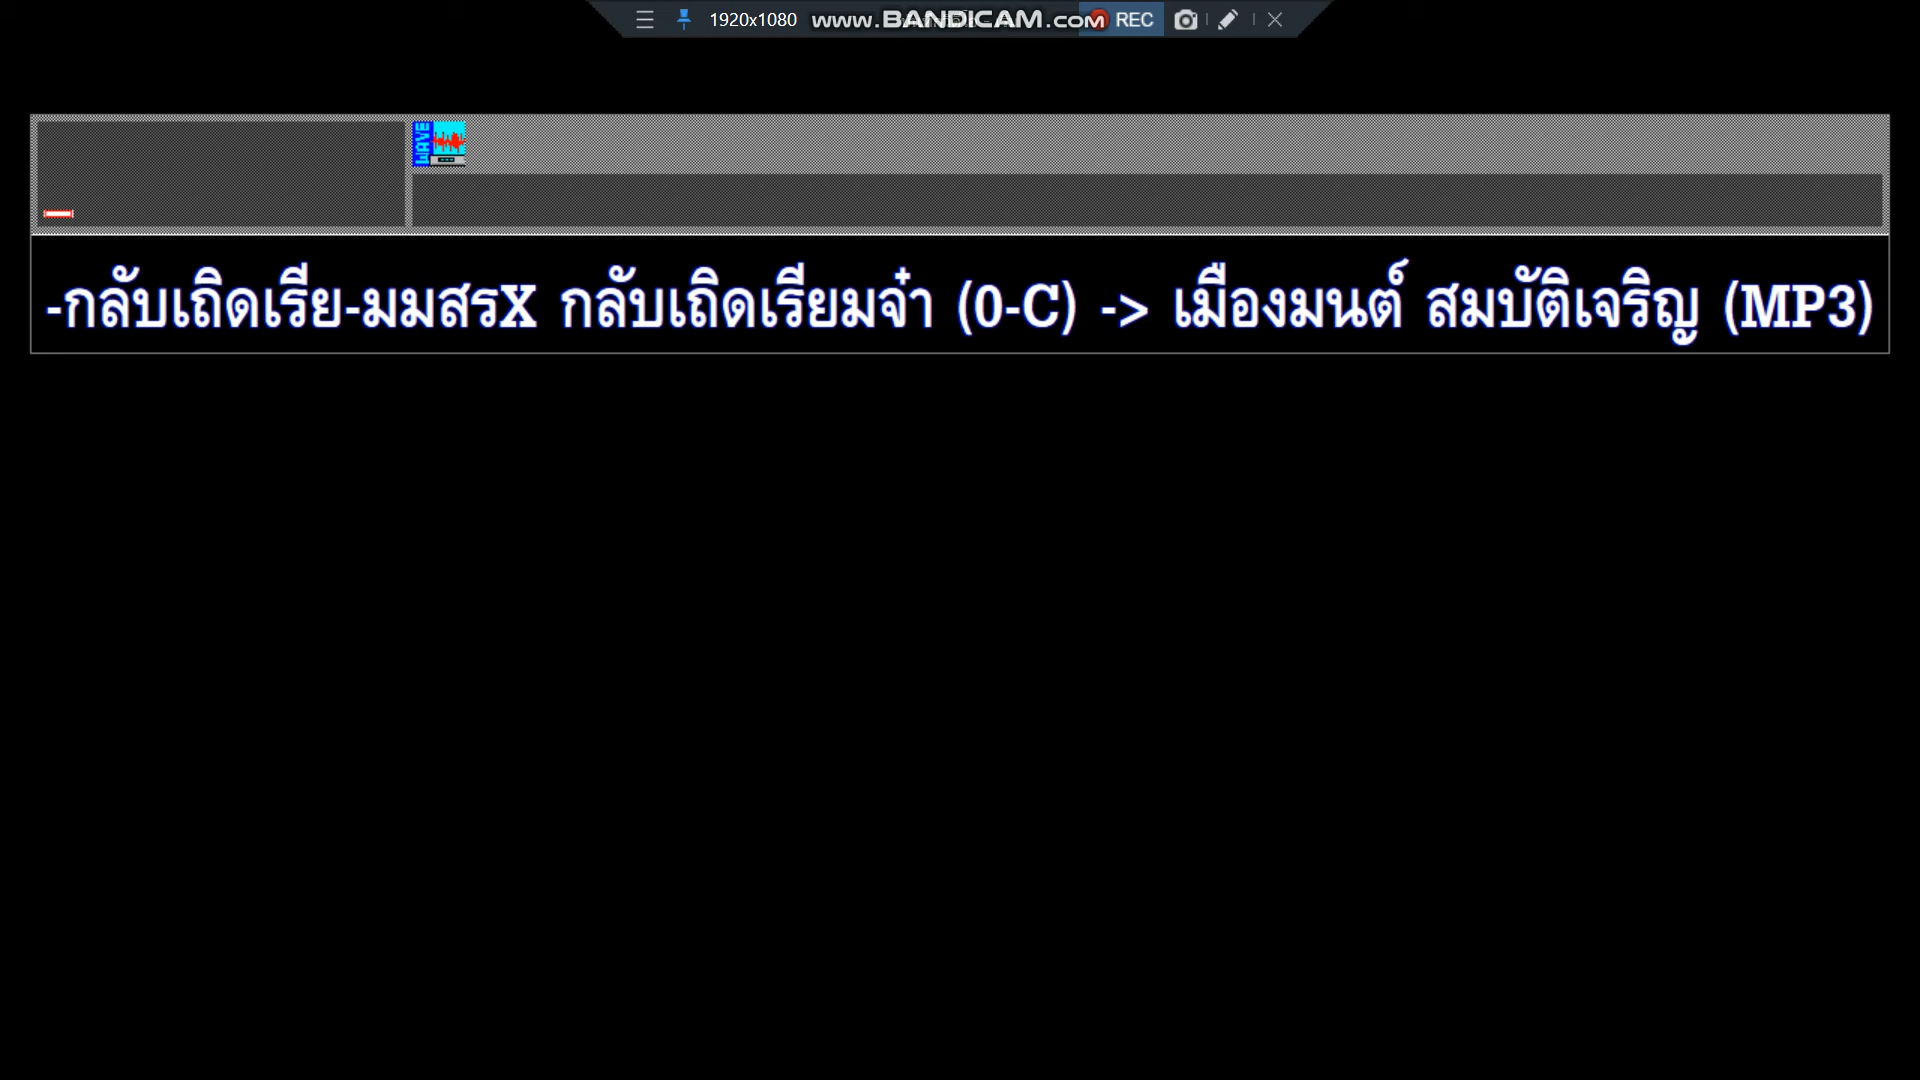 1920x1080 www.BANDICAM.com REC
WAVE
-กลับเถิดเรีย-มมสรX กลับเถิดเรียมจ๋า (0-C) -> เมืองมนต์ สมบัติเจริญ (MP3)